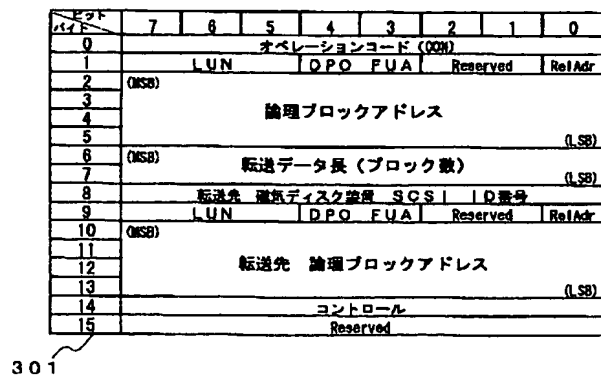 ビット
バイト 7 6 5 4 3 2 1 0
0 オペレーションコード (00H)
1 LUN DPO FUA Reserved RelAdr
2 (MSB)
3
論理ブロックアドレス
4
5 (LSB)
6 (MSB)
転送データ長(ブロック数)
7 (LSB)
8 転送先 磁気ディスク装置 SCSI ID番号
9 LUN DPO FUA Reserved RelAdr
10 (MSB)
11
転送先 論理ブロックアドレス
12
13 (LSB)
14 コントロール
15 Reserved
301